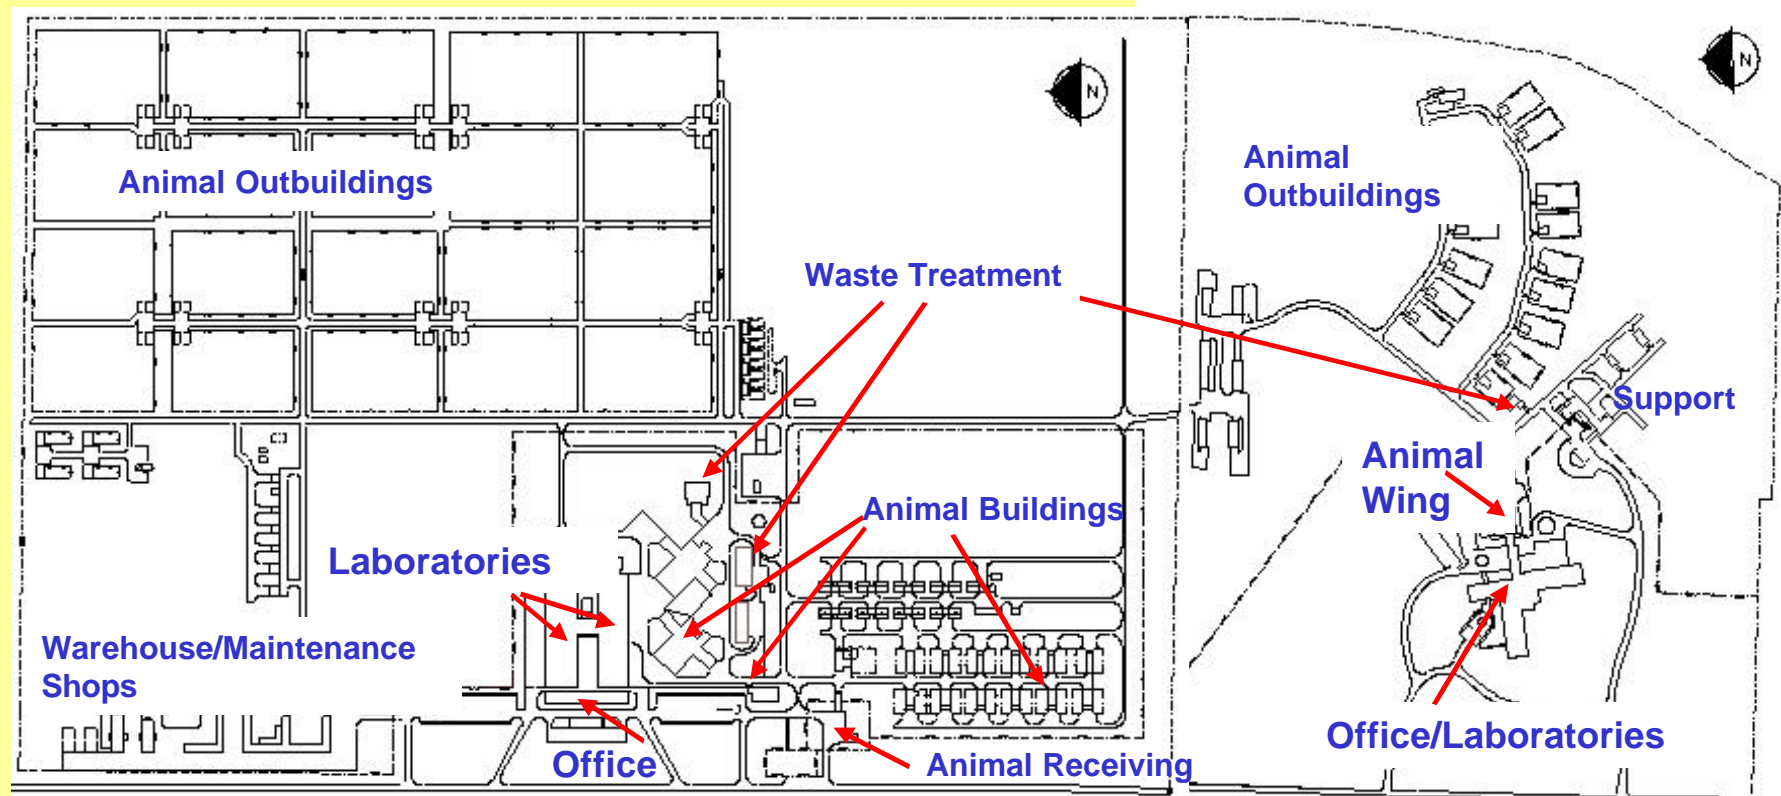 N
N
Animal
Outbuildings
Animal Outbuildings
Waste Treatment
Support
Animal
Wing
Animal Buildings
Laboratories
Warehouse/Maintenance
Shops
Office/Laboratories
Office
Animal Receiving